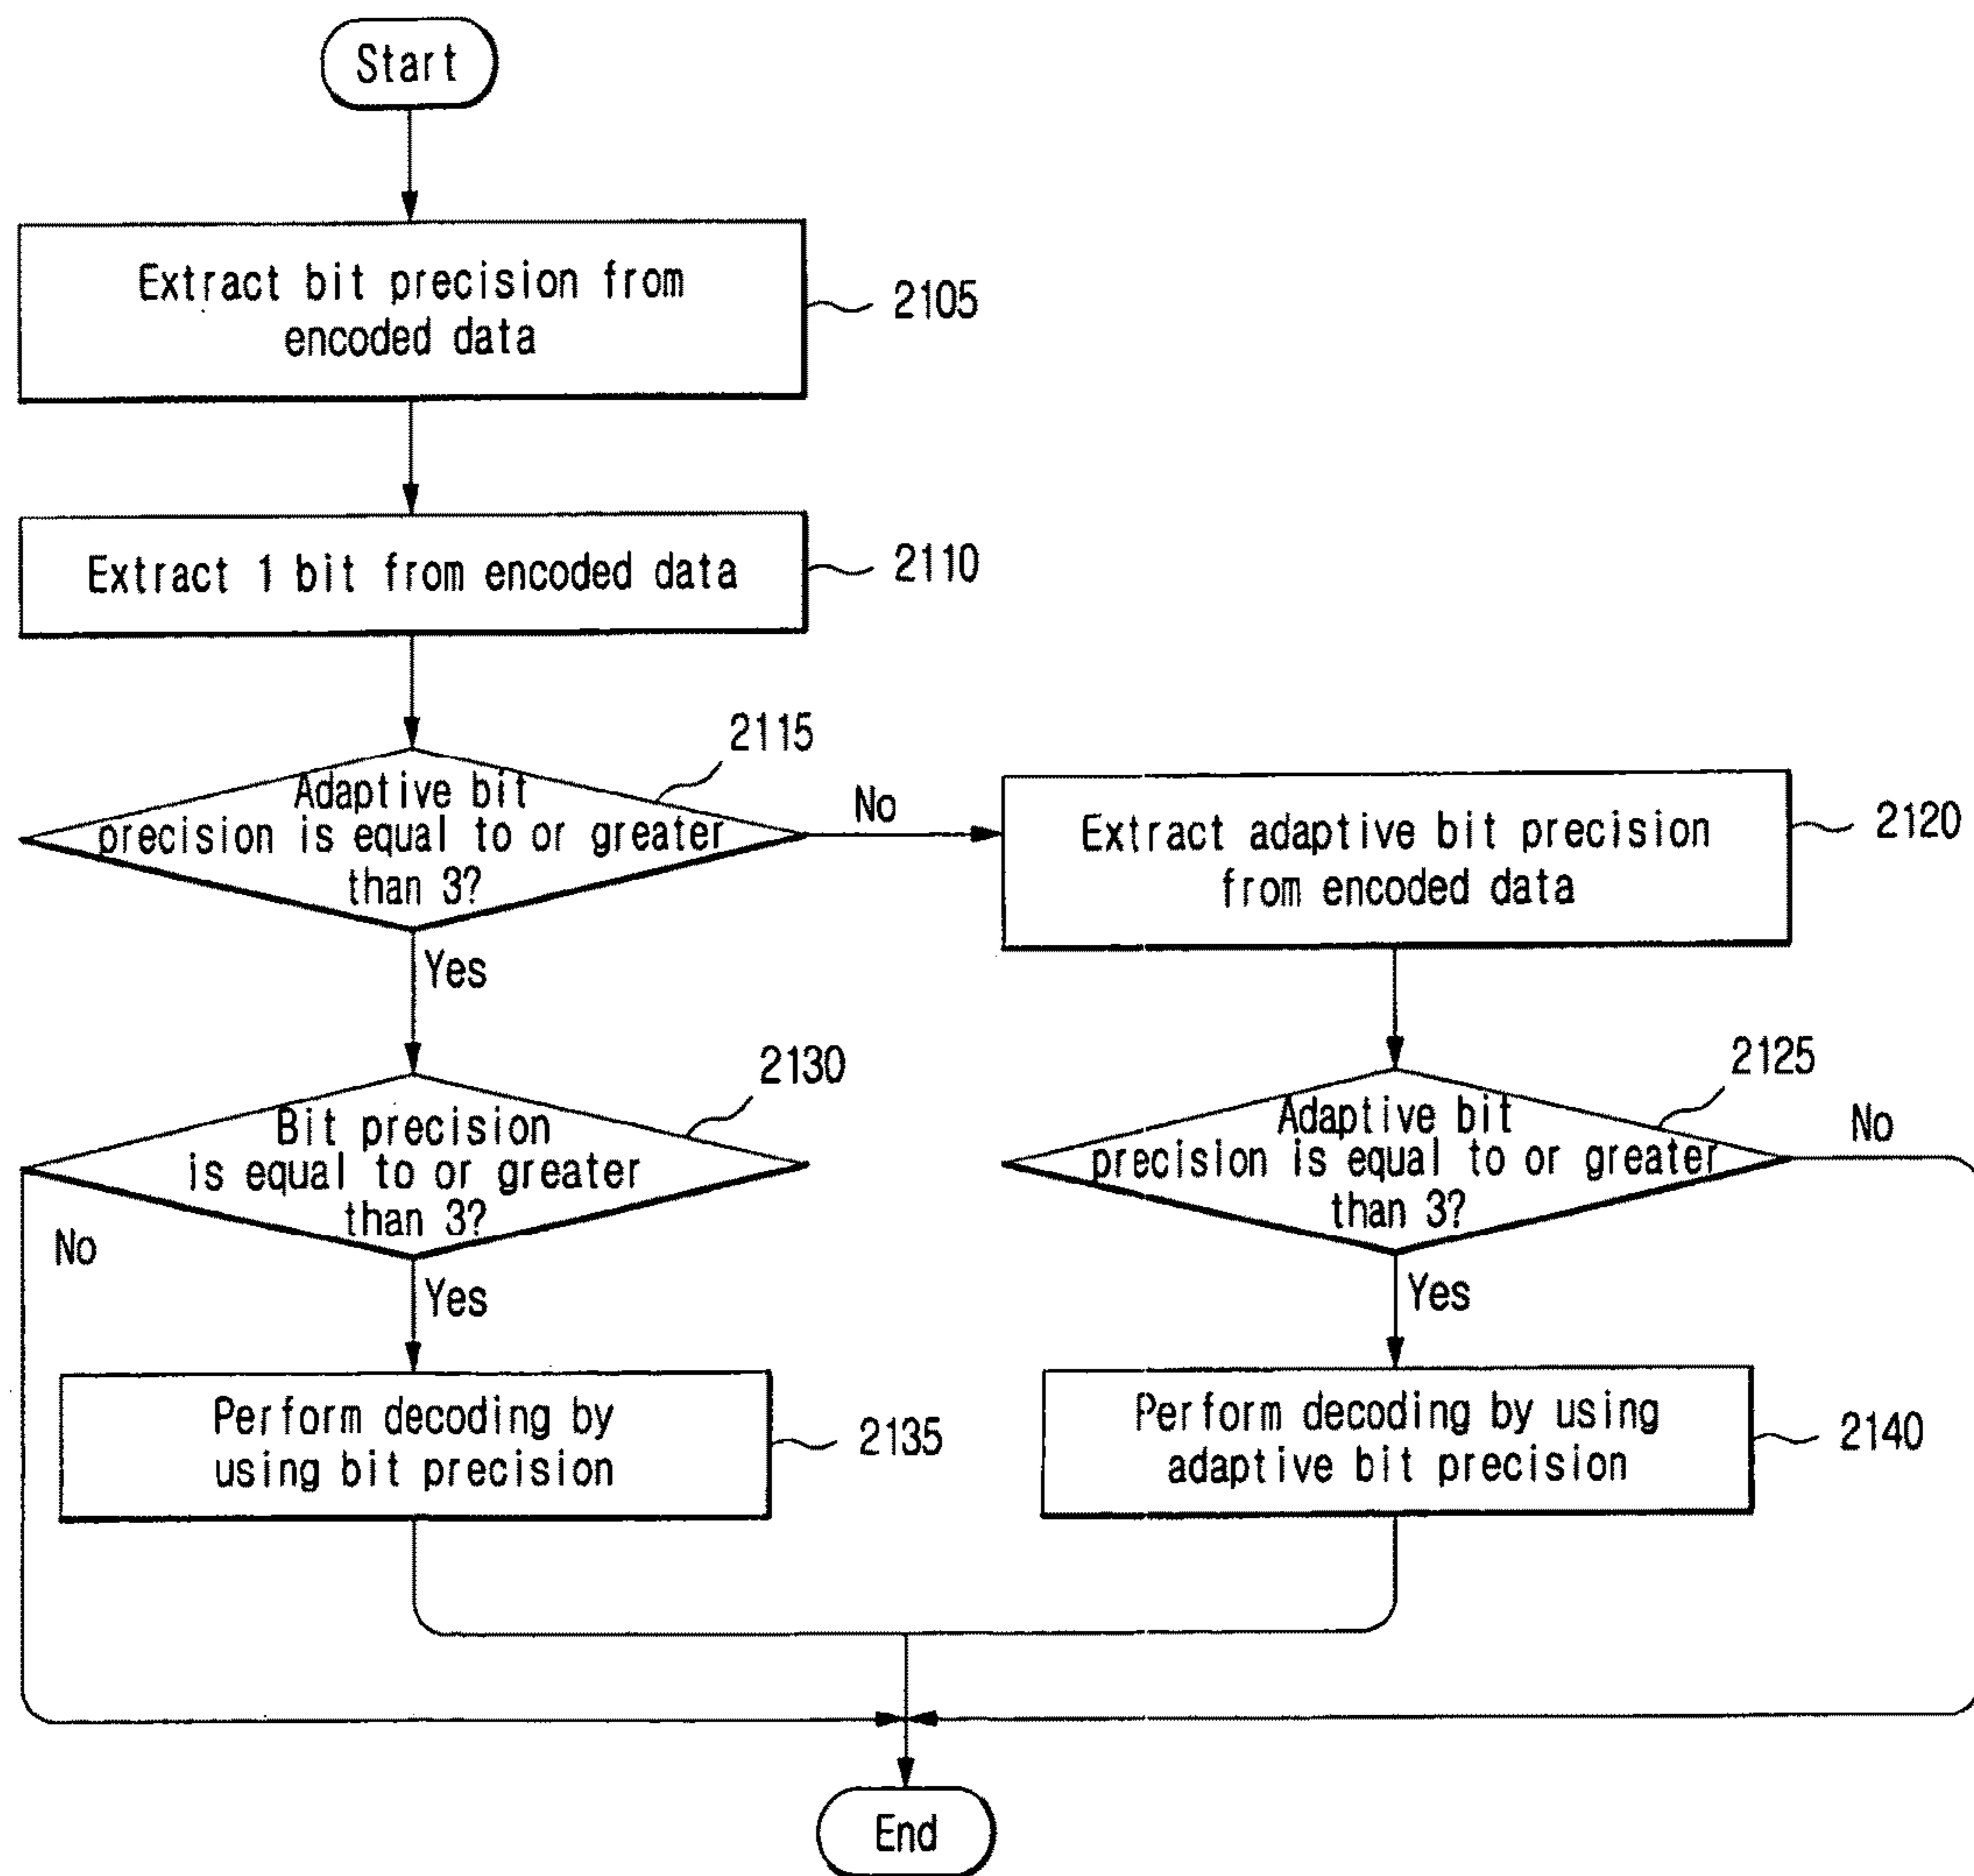 Start
Extract bit precision from
encoded data
2105
Extract 1 bit from encoded data
2110
2115
Adaptive bit
precision is equal to or greater
than 3?
No
Yes
Extract adaptive bit precision
from encoded data
2120
2130
Bit precision
is equal to or greater
than 3?
No
Yes
2125
Adaptive bit
precision is equal to or greater
than 3?
No
Yes
Perform decoding by
using bit precision
2135
Perform decoding by using
adaptive bit precision
2140
End